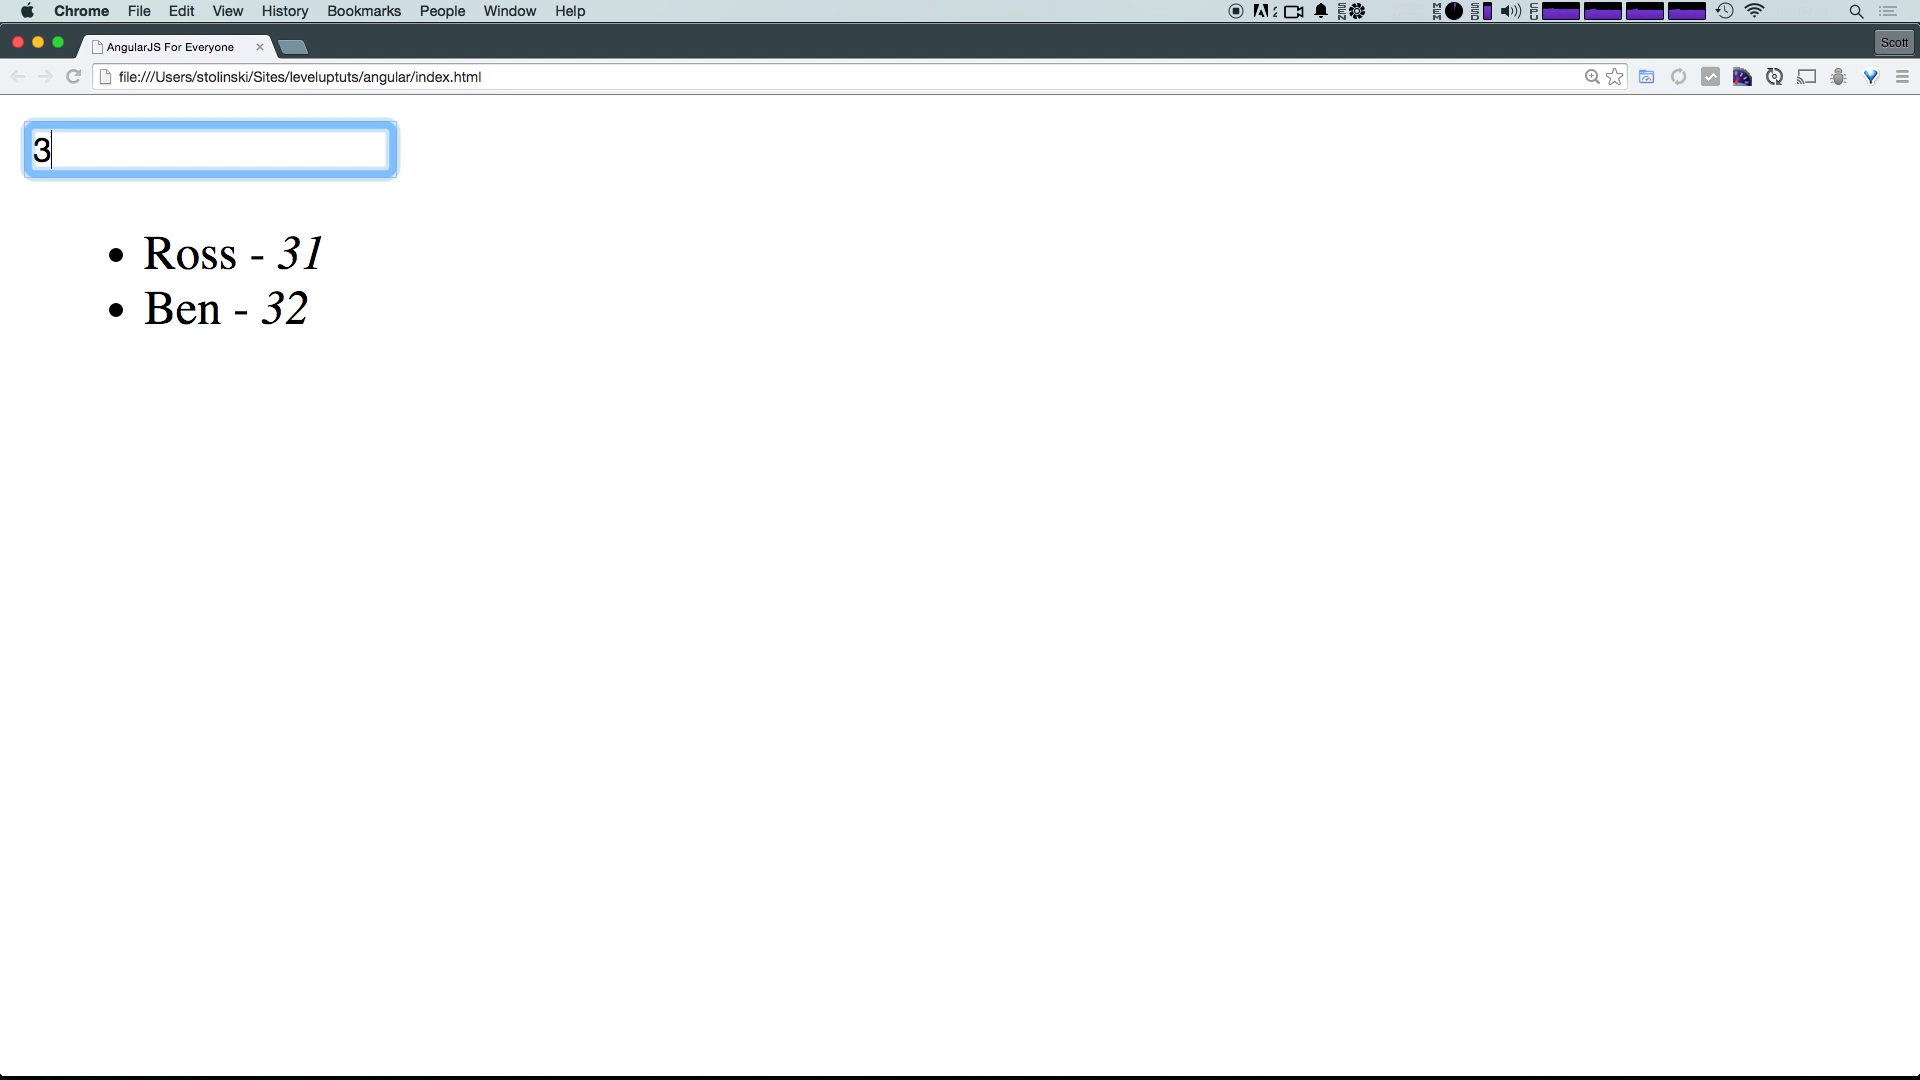 Chrome File Edit View History Bookmarks People Window Help
AngularJS For Everyone
Scott
file:///Users/stolinski/Sites/leveluptuts/angular/index.html
3
• Ross - 31
• Ben - 32